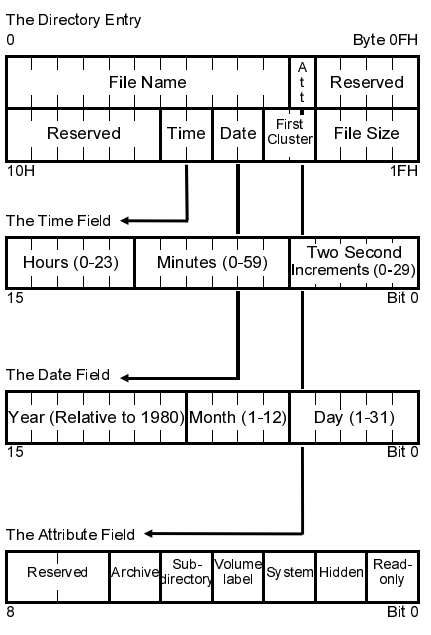 The Directory Entry
0 Byte 0FH
File Name Att Reserved
Reserved Time Date First Cluster File Size
10H 1FH
The Time Field
Hours (0-23) Minutes (0-59) Two Second Increments (0-29)
15 Bit 0
The Date Field
Year (Relative to 1980) Month (1-12) Day (1-31)
15 Bit 0
The Attribute Field
Reserved Archive Sub-directory Volume label System Hidden Read-only
8 Bit 0